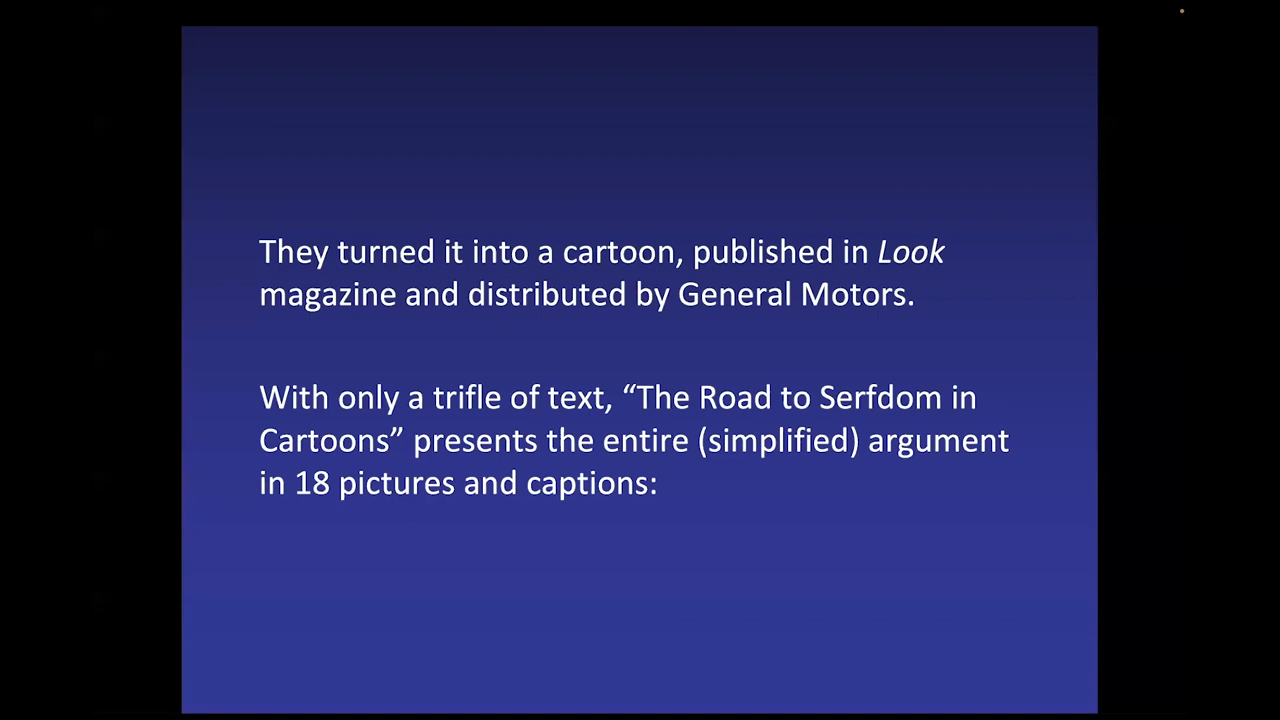 They turned it into a cartoon, published in Look
magazine and distributed by General Motors.
With only a trifle of text, “The Road to Serfdom in
Cartoons” presents the entire (simplified) argument
in 18 pictures and captions: